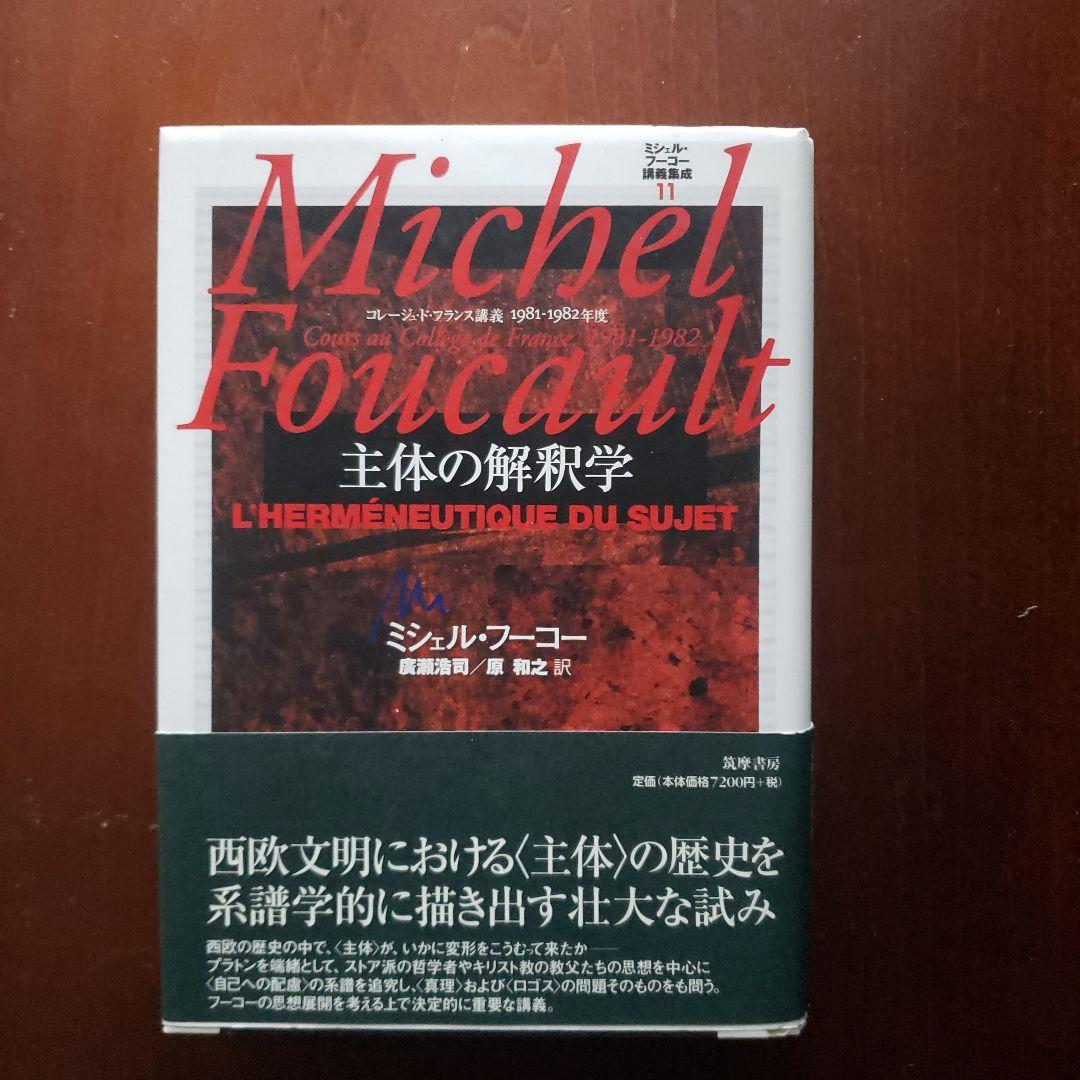 ミシェル・
フーコー
講義集成
11
Michel
コレージュ・ド・フランス講義 1981-1982年度
Cours au Collège de France, 1981-1982
Foucault
主体の解釈学
L'HERMÉNEUTIQUE DU SUJET
ミシェル・フーコー
廣瀬浩司/原 和之 訳
筑摩書房
定価(本体価格7200円+税)
西欧文明における〈主体〉の歴史を
系譜学的に描き出す壮大な試み
西欧の歴史の中で、〈主体〉が、いかに変形をこうむって来たか――
プラトンを端緒として、ストア派の哲学者やキリスト教の教父たちの思想を中心に
〈自己への配慮〉の系譜を追究し、〈真理〉および〈ロゴス〉の問題そのものをも問う。
フーコーの思想展開を考える上で決定的に重要な講義。